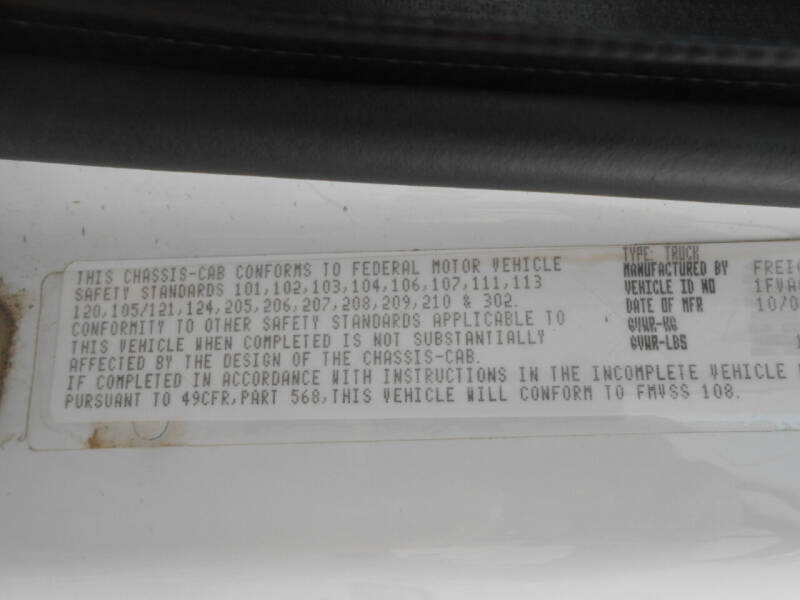 THIS CHASSIS-CAB CONFORMS TO FEDERAL MOTOR VEHICLE
SAFETY STANDARDS 101,102,103,104,106,107,111,113
120,105/121,124,205,206,207,208,209,210 & 302.
CONFORMITY TO OTHER SAFETY STANDARDS APPLICABLE TO
THIS VEHICLE WHEN COMPLETED IS NOT SUBSTANTIALLY
AFFECTED BY THE DESIGN OF THE CHASSIS-CAB.
IF COMPLETED IN ACCORDANCE WITH INSTRUCTIONS IN THE INCOMPLETE VEHICLE
PURSUANT TO 49CFR,PART 568,THIS VEHICLE WILL CONFORM TO FMVSS 108.
TYPE: TRUCK
MANUFACTURED BY FREIG
VEHICLE ID NO 1FVA
DATE OF MFR 10/0
GVWR-KG
GVWR-LBS